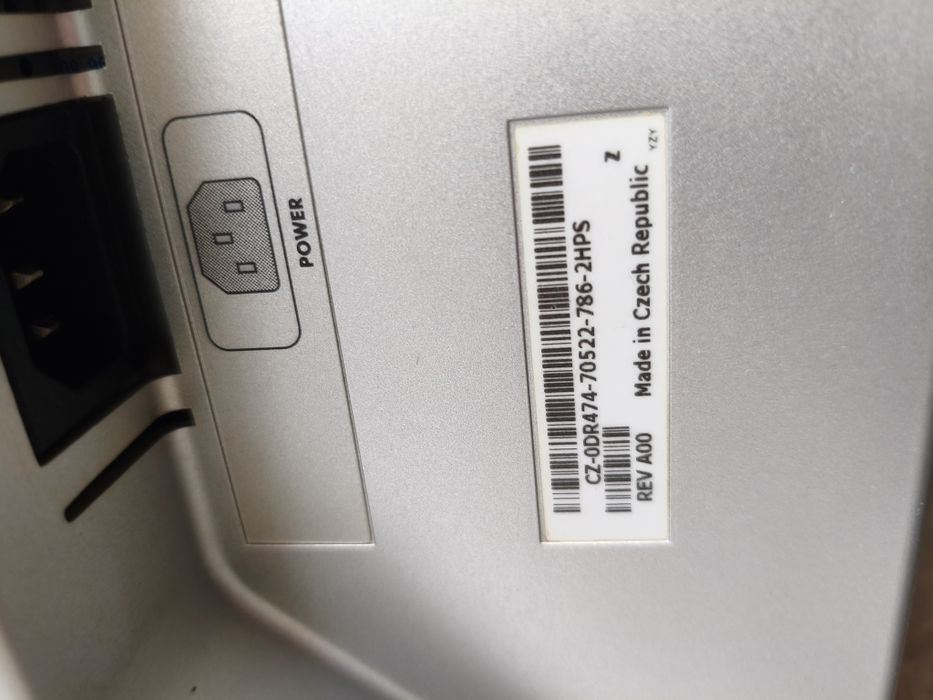 POWER
CZ-0DR474-70522-786-2HPS
REV A00
Made in Czech Republic
Z
YZY